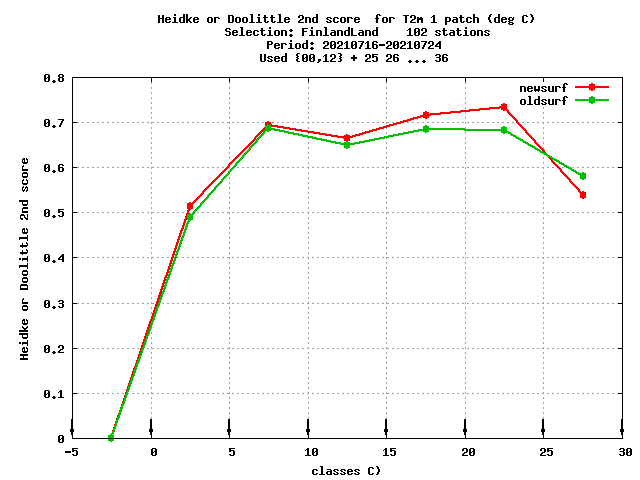 Heidke or Doolittle 2nd score  for T2m 1 patch (deg C)
Selection: FinlandLand    102 stations
Period: 20210716-20210724
Used {00,12} + 25 26 ... 36
newsurf
oldsurf
Heidke or Doolittle 2nd score
0.8
0.7
0.6
0.5
0.4
0.3
0.2
0.1
0
-5 0 5 10 15 20 25 30
classes C)